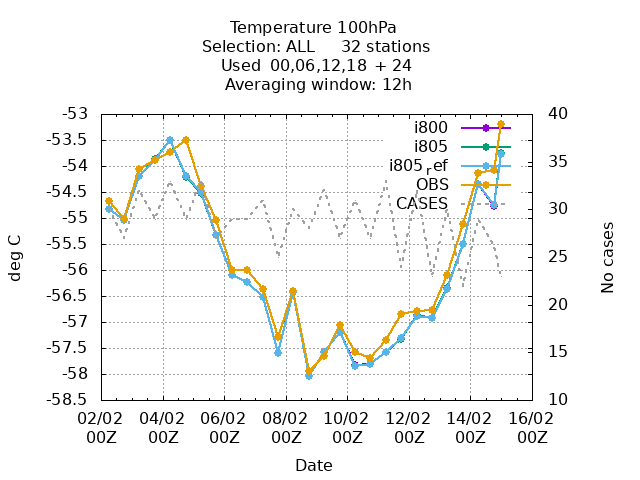 Temperature 100hPa
Selection: ALL 32 stations
Used 00,06,12,18 + 24
Averaging window: 12h
-53
-53.5
-54
-54.5
-55
-55.5
-56
-56.5
-57
-57.5
-58
-58.5
deg C
i800
i805
i805ref
OBS
CASES
40
35
30
25
20
15
10
No cases
02/02 04/02 06/02 08/02 10/02 12/02 14/02 16/02
00Z 00Z 00Z 00Z 00Z 00Z 00Z 00Z
Date